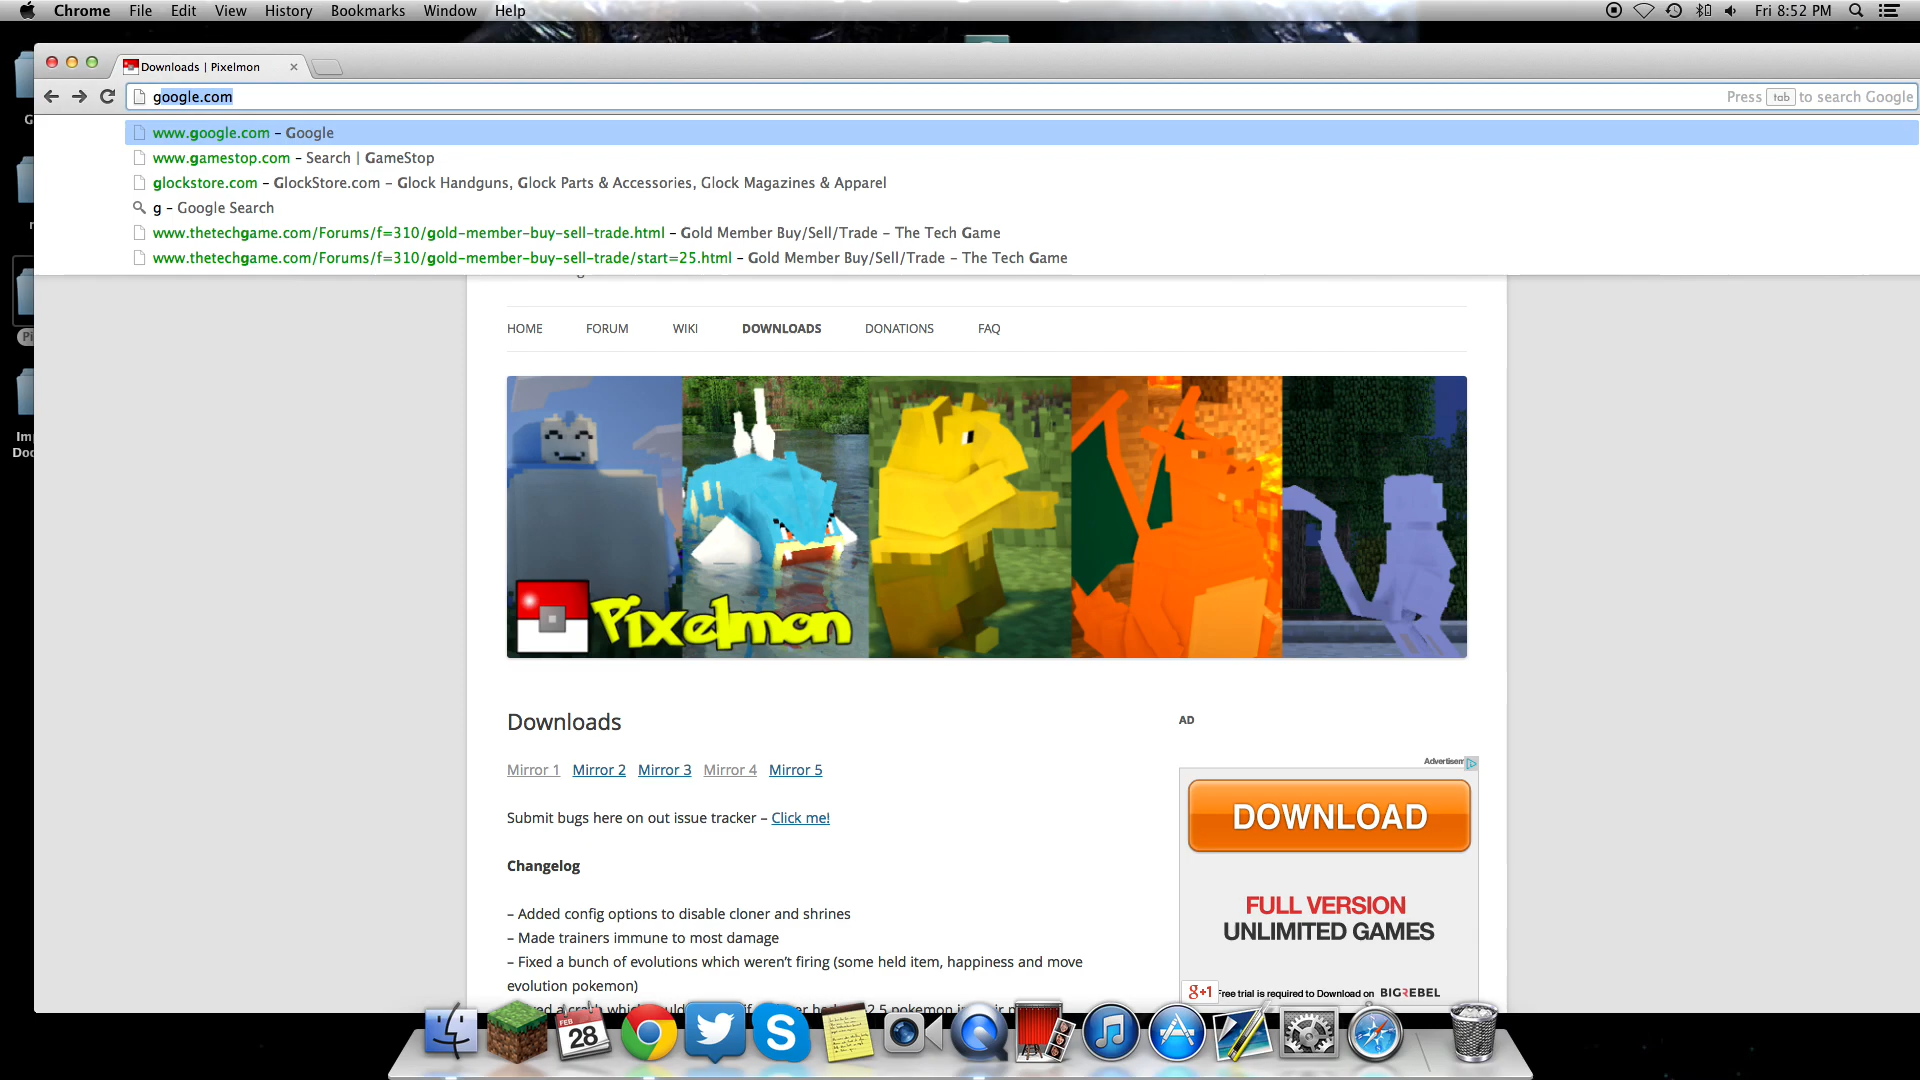 Chrome File Edit View History Bookmarks Window Help Fri 8:52 PM
Downloads | Pixelmon
google.com Press tab to search Google
www.google.com – Google
www.gamestop.com – Search | GameStop
glockstore.com – GlockStore.com – Glock Handguns, Glock Parts & Accessories, Glock Magazines & Apparel
g – Google Search
www.thetechgame.com/Forums/f=310/gold-member-buy-sell-trade.html – Gold Member Buy/Sell/Trade – The Tech Game
www.thetechgame.com/Forums/f=310/gold-member-buy-sell-trade/start=25.html – Gold Member Buy/Sell/Trade – The Tech Game
HOME FORUM WIKI DOWNLOADS DONATIONS FAQ
Pixelmon
Downloads
AD
Mirror 1 Mirror 2 Mirror 3 Mirror 4 Mirror 5
Submit bugs here on out issue tracker – Click me!
Changelog
– Added config options to disable cloner and shrines
– Made trainers immune to most damage
– Fixed a bunch of evolutions which weren't firing (some held item, happiness and move
evolution pokemon)
DOWNLOAD
FULL VERSION
UNLIMITED GAMES
g+1 Free trial is required to Download on BIGREBEL
FEB
28